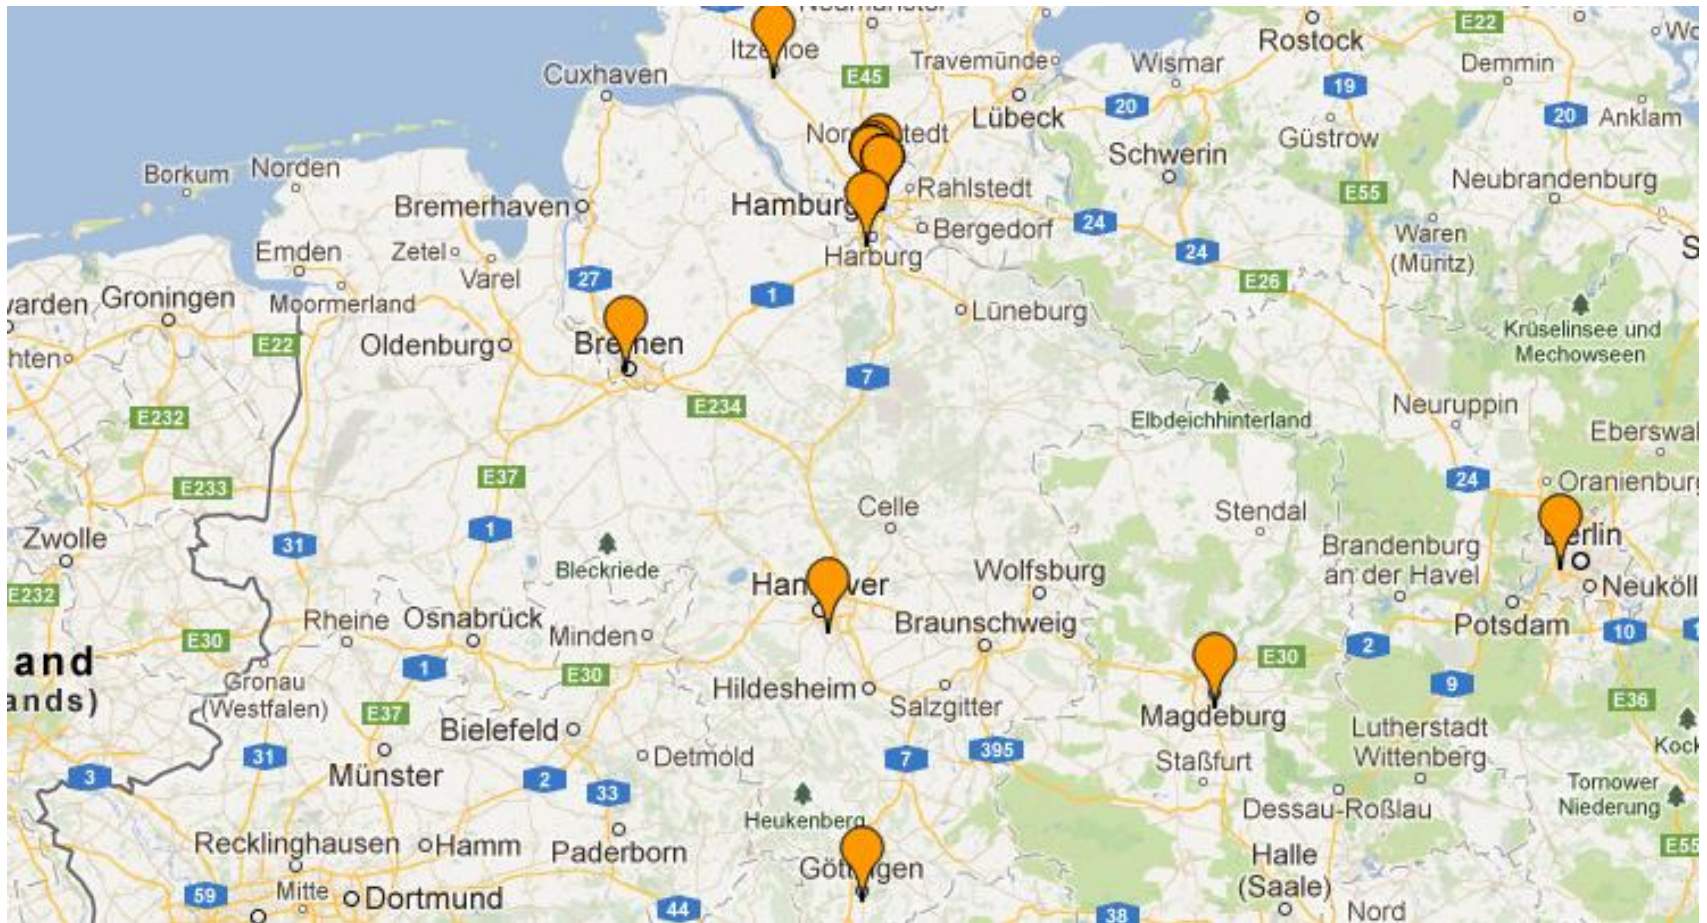 Neumünster
E22
Itzehoe
Rostock
Cuxhaven
E45
Travemünde
Wismar
Demmin
19
20
Lübeck
20
Anklam
Norderstedt
Güstrow
Schwerin
Borkum
Norden
Rahlstedt
E55
Neubrandenburg
Bremerhaven
Hamburg
Bergedorf
24
Emden
Zetel
Harburg
24
Waren
(Müritz)
Varel
27
1
E26
Groningen
Moormerland
Lüneburg
Krüselinsee und
Mechowseen
E22
Oldenburg
Bremen
7
E232
E234
Elbdeichhinterland
Neuruppin
E233
E37
24
Oranienburg
Celle
Stendal
Zwolle
31
1
Bleckriede
Berlin
Brandenburg
an der Havel
E232
Hannover
Wolfsburg
Rheine
Osnabrück
Minden
Braunschweig
Potsdam
10
E30
2
and
ands)
1
E30
E30
Gronau
(Westfalen)
Hildesheim
Salzgitter
9
E36
E37
Bielefeld
Magdeburg
Lutherstadt
Wittenberg
31
Detmold
7
395
Staßfurt
3
Münster
2
33
Tornower
Niederung
Heukenberg
Dessau-Roßlau
Recklinghausen
Hamm
Paderborn
Göttingen
Halle
(Saale)
E55
59
Mitte
Dortmund
44
38
Nord